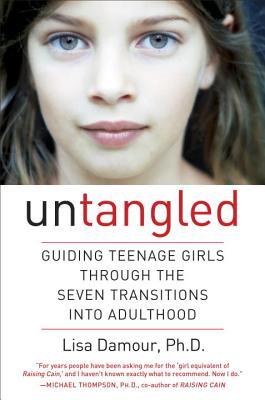 untangled
GUIDING TEENAGE GIRLS
THROUGH THE
SEVEN TRANSITIONS
INTO ADULTHOOD
Lisa Damour, Ph.D.
"For years people have been asking me for the 'girl equivalent of
Raising Cain,' and I haven't known exactly what to recommend. Now I do."
—MICHAEL THOMPSON, PH.D., co-author of RAISING CAIN